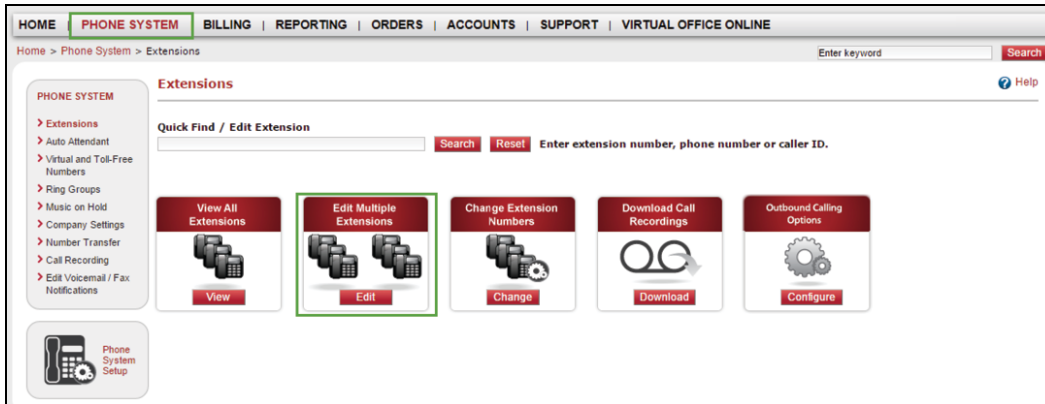 HOME | PHONE SYSTEM | BILLING | REPORTING | ORDERS | ACCOUNTS | SUPPORT | VIRTUAL OFFICE ONLINE
Home > Phone System > Extensions
Enter keyword
Search
PHONE SYSTEM
Extensions
Auto Attendant
Virtual and Toll-Free
Numbers
Ring Groups
Music on Hold
Company Settings
Number Transfer
Call Recording
Edit Voicemail / Fax
Notifications
Phone
System
Setup
Extensions
Help
Quick Find / Edit Extension
Search Reset Enter extension number, phone number or caller ID.
View All
Extensions
View
Edit Multiple
Extensions
Edit
Change Extension
Numbers
Change
Download Call
Recordings
Download
Outbound Calling
Options
Configure